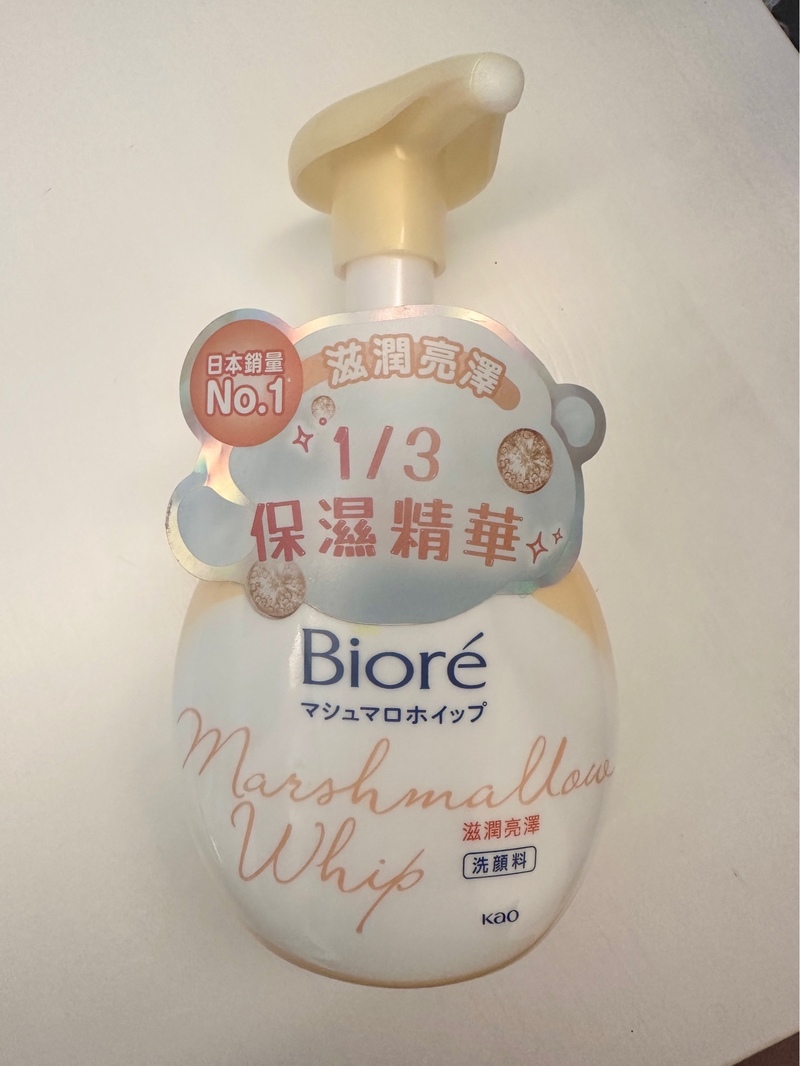 日本銷量
No.1
滋潤亮澤
1/3
保濕精華
Bioré
マシュマロホイップ
Marshmallow
Whip
滋潤亮澤
洗顔料
Kao